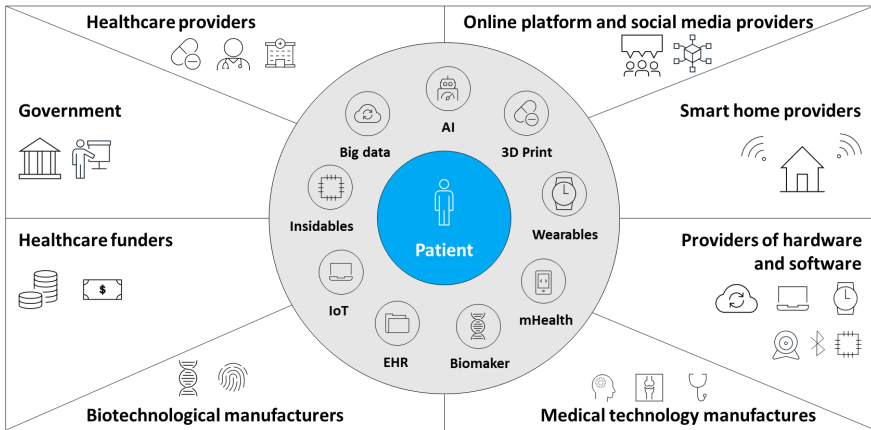 Healthcare providers
Online platform and social media providers
Government
Smart home providers
AI
Big data
3D Print
Insidables
Wearables
Patient
Healthcare funders
Providers of hardware
and software
$
IoT
mHealth
EHR
Biomaker
Biotechnological manufacturers
Medical technology manufactures